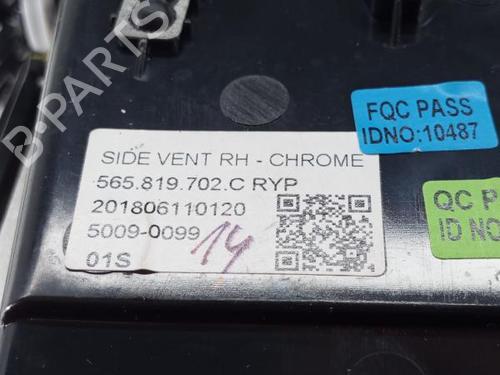 FQC PASS
IDNO:10487
SIDE VENT RH - CHROME
565.819.702.C RYP
201806110120
5009-0099
14
01S
QC P
ID NO